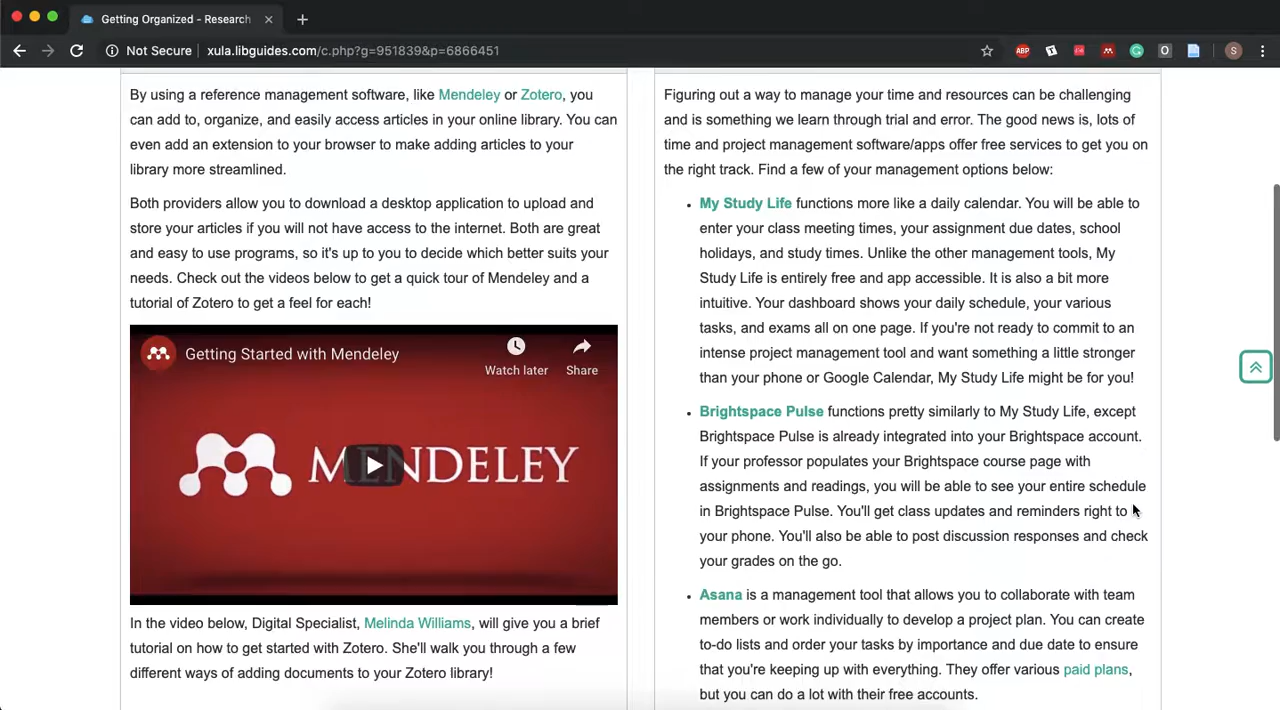 Getting Organized - Research
Not Secure
xula.libguides.com/c.php?g=951839&p=6866451
ABP
S
By using a reference management software, like Mendeley or Zotero, you
can add to, organize, and easily access articles in your online library. You can
even add an extension to your browser to make adding articles to your
library more streamlined.
Both providers allow you to download a desktop application to upload and
store your articles if you will not have access to the internet. Both are great
and easy to use programs, so it's up to you to decide which better suits your
needs. Check out the videos below to get a quick tour of Mendeley and a
tutorial of Zotero to get a feel for each!
Getting Started with Mendeley
Watch later
Share
MENDELEY
In the video below, Digital Specialist, Melinda Williams, will give you a brief
tutorial on how to get started with Zotero. She'll walk you through a few
different ways of adding documents to your Zotero library!
Figuring out a way to manage your time and resources can be challenging
and is something we learn through trial and error. The good news is, lots of
time and project management software/apps offer free services to get you on
the right track. Find a few of your management options below:
My Study Life functions more like a daily calendar. You will be able to
enter your class meeting times, your assignment due dates, school
holidays, and study times. Unlike the other management tools, My
Study Life is entirely free and app accessible. It is also a bit more
intuitive. Your dashboard shows your daily schedule, your various
tasks, and exams all on one page. If you're not ready to commit to an
intense project management tool and want something a little stronger
than your phone or Google Calendar, My Study Life might be for you!
Brightspace Pulse functions pretty similarly to My Study Life, except
Brightspace Pulse is already integrated into your Brightspace account.
If your professor populates your Brightspace course page with
assignments and readings, you will be able to see your entire schedule
in Brightspace Pulse. You'll get class updates and reminders right to
your phone. You'll also be able to post discussion responses and check
your grades on the go.
Asana is a management tool that allows you to collaborate with team
members or work individually to develop a project plan. You can create
to-do lists and order your tasks by importance and due date to ensure
that you're keeping up with everything. They offer various paid plans,
but you can do a lot with their free accounts.